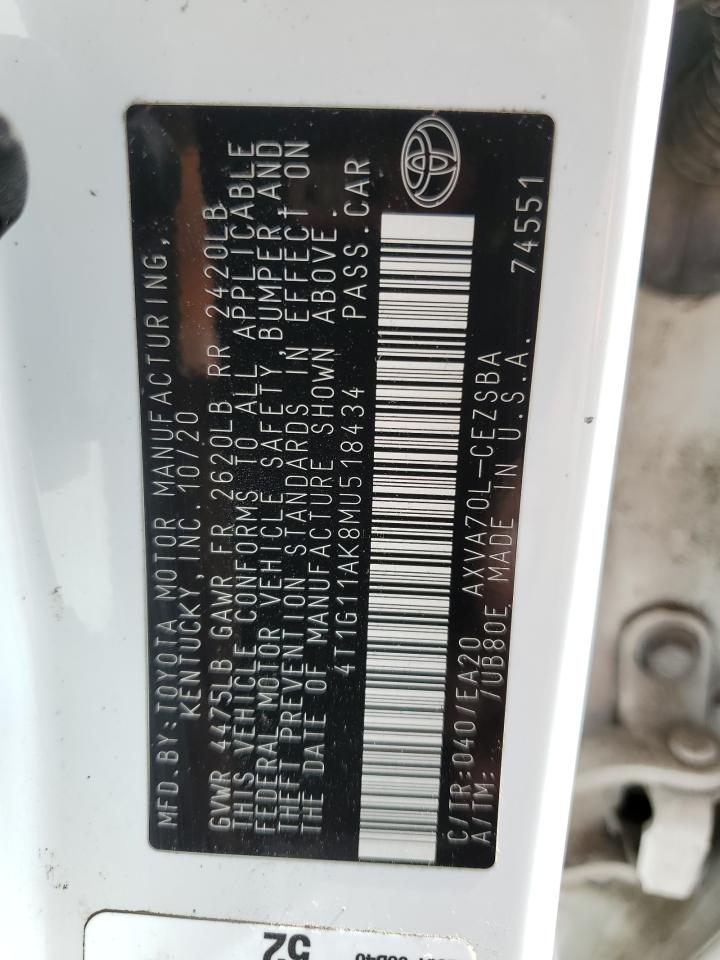 MFD.BY:TOYOTA MOTOR MANUFACTURING,
KENTUCKY,INC.10/20
GVWR 4475LB GAWR FR 2620LB RR 2420LB
THIS VEHICLE CONFORMS TO ALL APPLICABLE
FEDERAL MOTOR VEHICLE SAFETY,BUMPER,AND
THEFT PREVENTION STANDARDS IN EFFECT ON
THE DATE OF MANUFACTURE SHOWN ABOVE.
4T1G11AK8MU518434 PASS.CAR
C/TR:040/EA20 AXVA70L-CEZSBA 74551
A/TM: /UB80E MADE IN U.S.A.
52